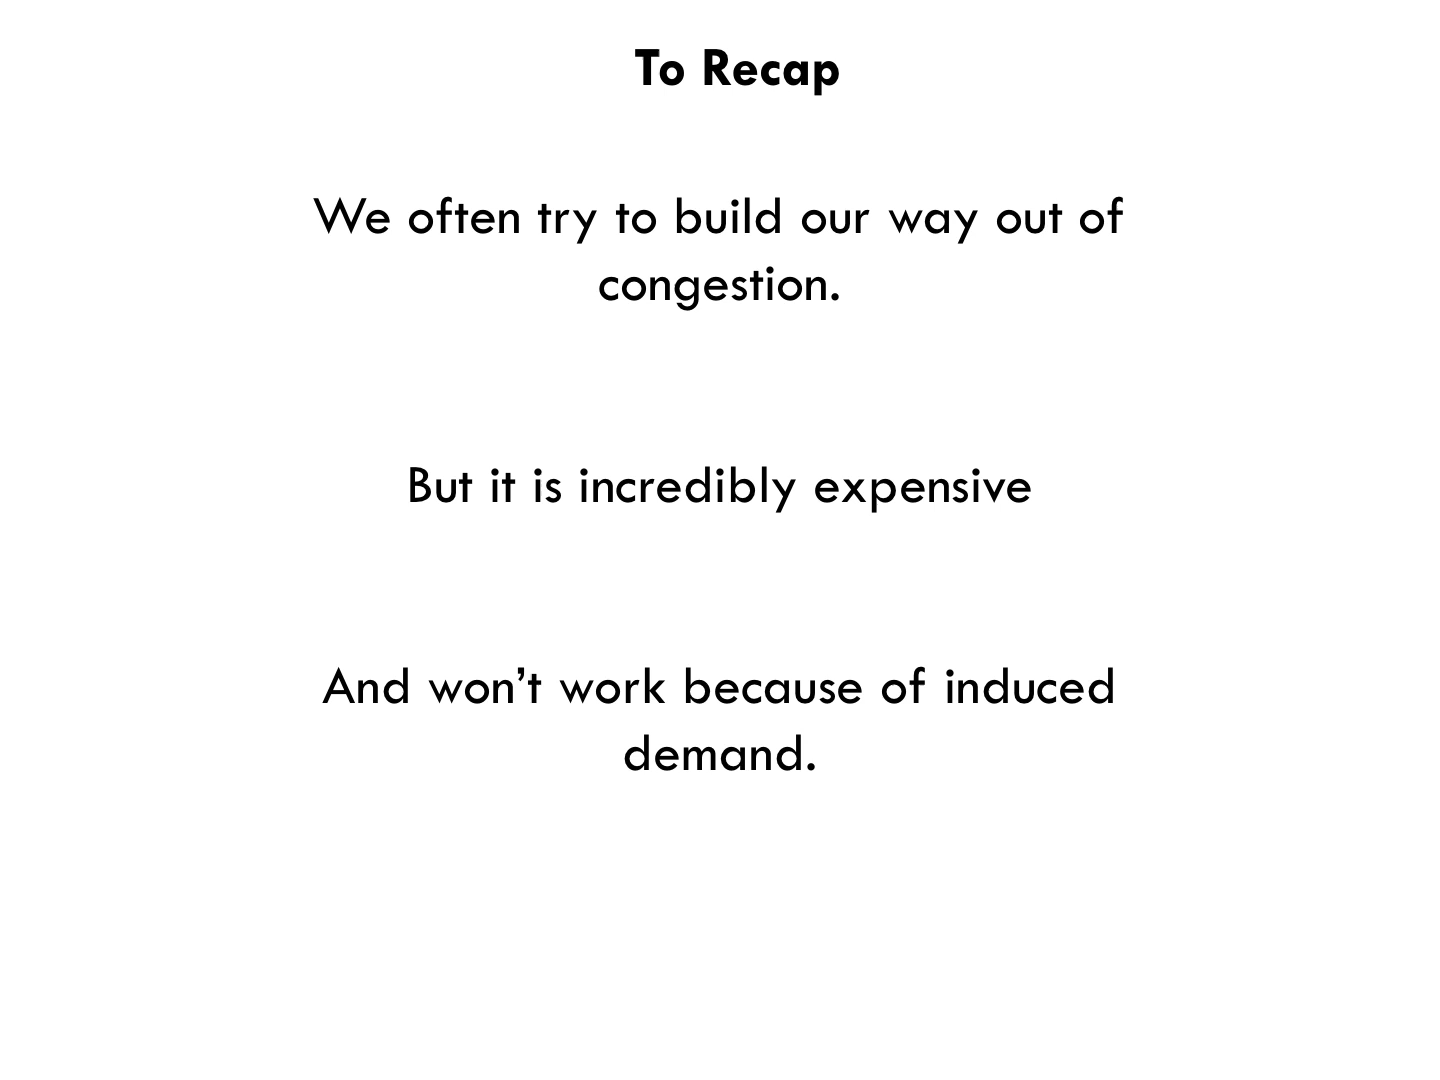 To Recap
We often try to build our way out of
congestion.
But it is incredibly expensive
And won’t work because of induced
demand.